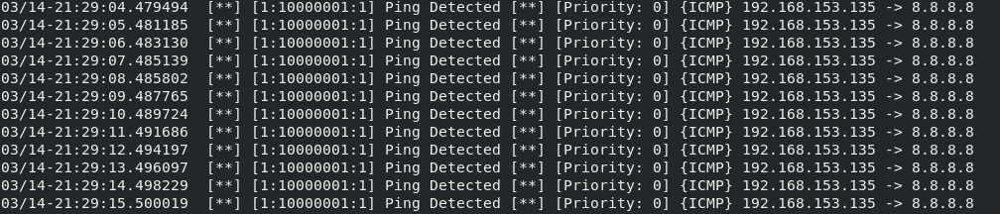 03/14-21:29:04.479494  [**] [1:10000001:1] Ping Detected [**] [Priority: 0] {ICMP} 192.168.153.135 -> 8.8.8.8
03/14-21:29:05.481185  [**] [1:10000001:1] Ping Detected [**] [Priority: 0] {ICMP} 192.168.153.135 -> 8.8.8.8
03/14-21:29:06.483130  [**] [1:10000001:1] Ping Detected [**] [Priority: 0] {ICMP} 192.168.153.135 -> 8.8.8.8
03/14-21:29:07.485139  [**] [1:10000001:1] Ping Detected [**] [Priority: 0] {ICMP} 192.168.153.135 -> 8.8.8.8
03/14-21:29:08.485802  [**] [1:10000001:1] Ping Detected [**] [Priority: 0] {ICMP} 192.168.153.135 -> 8.8.8.8
03/14-21:29:09.487765  [**] [1:10000001:1] Ping Detected [**] [Priority: 0] {ICMP} 192.168.153.135 -> 8.8.8.8
03/14-21:29:10.489724  [**] [1:10000001:1] Ping Detected [**] [Priority: 0] {ICMP} 192.168.153.135 -> 8.8.8.8
03/14-21:29:11.491686  [**] [1:10000001:1] Ping Detected [**] [Priority: 0] {ICMP} 192.168.153.135 -> 8.8.8.8
03/14-21:29:12.494197  [**] [1:10000001:1] Ping Detected [**] [Priority: 0] {ICMP} 192.168.153.135 -> 8.8.8.8
03/14-21:29:13.496097  [**] [1:10000001:1] Ping Detected [**] [Priority: 0] {ICMP} 192.168.153.135 -> 8.8.8.8
03/14-21:29:14.498229  [**] [1:10000001:1] Ping Detected [**] [Priority: 0] {ICMP} 192.168.153.135 -> 8.8.8.8
03/14-21:29:15.500019  [**] [1:10000001:1] Ping Detected [**] [Priority: 0] {ICMP} 192.168.153.135 -> 8.8.8.8